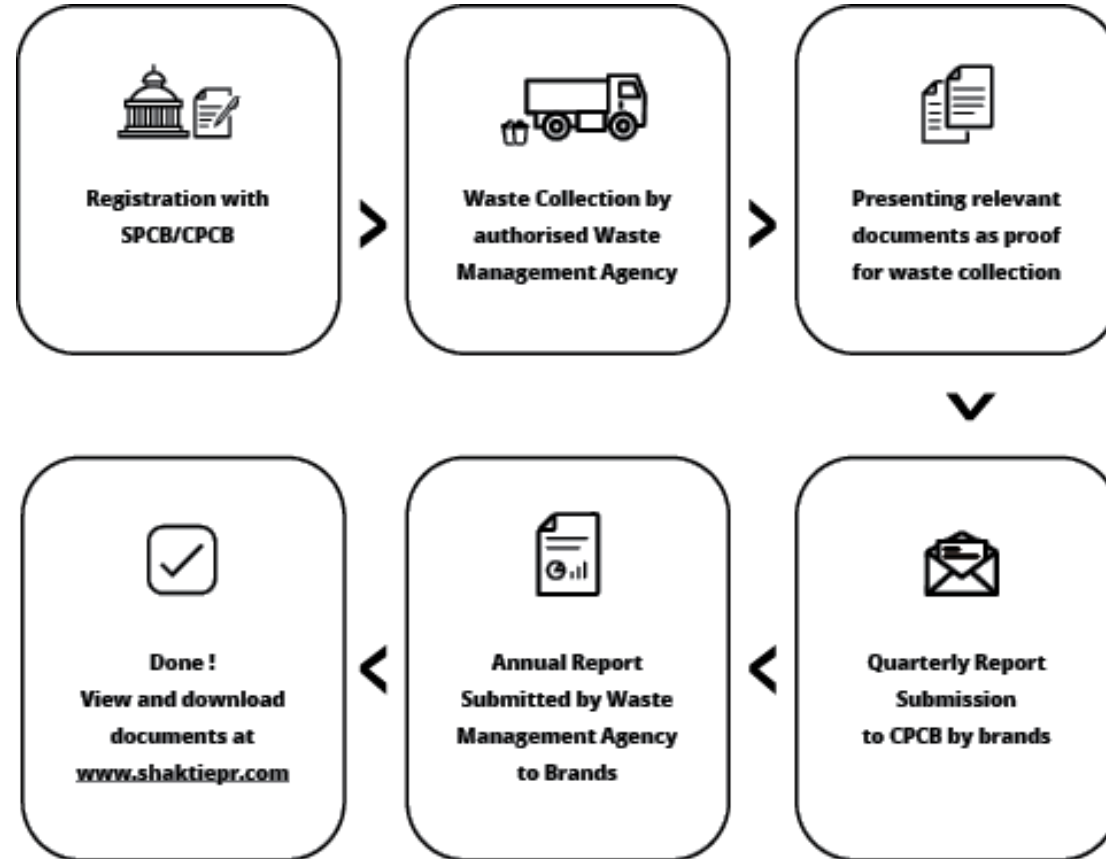 Registration with
SPCB/CPCB
Waste Collection by
authorised Waste
Management Agency
Presenting relevant
documents as proof
for waste collection
Quarterly Report
Submission
to CPCB by brands
Annual Report
Submitted by Waste
Management Agency
to Brands
Done !
View and download
documents at
www.shaktiepr.com